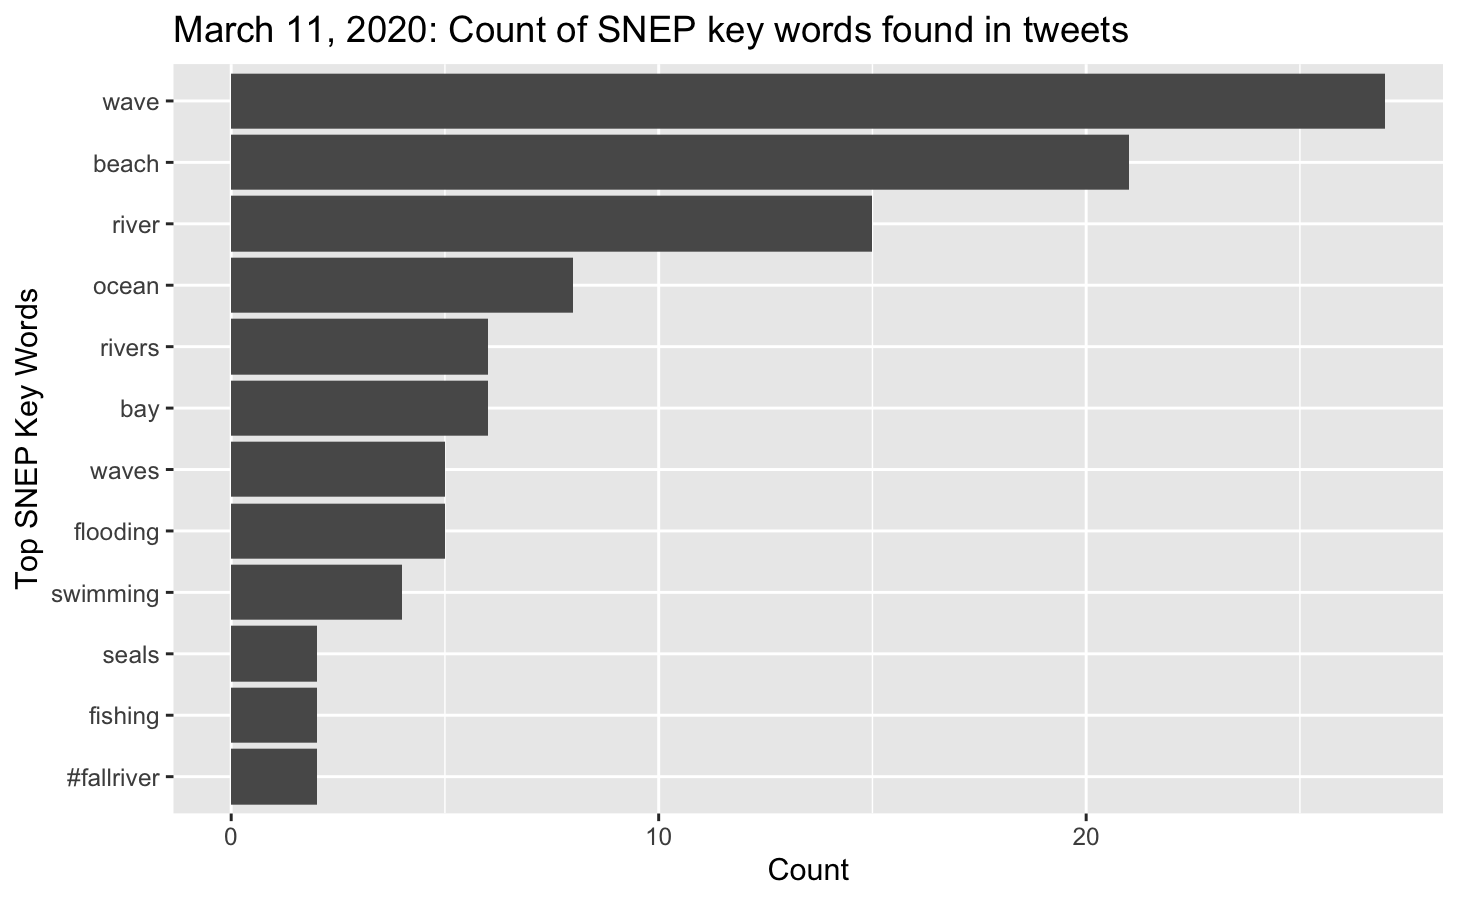 March 11, 2020: Count of SNEP key words found in tweets
Top SNEP Key Words
wave
beach
river
ocean
rivers
bay
waves
flooding
swimming
seals
fishing
#fallriver
0 10 20
Count